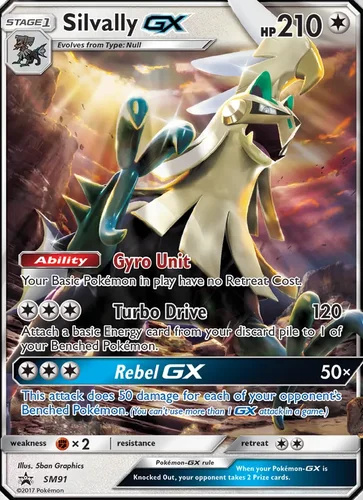 STAGE 1 Silvally GX HP 210
Evolves from Type: Null
Ability Gyro Unit
Your Basic Pokémon in play have no Retreat Cost.
Turbo Drive 120
Attach a basic Energy card from your discard pile to 1 of
your Benched Pokémon.
Rebel GX 50×
This attack does 50 damage for each of your opponent's
Benched Pokémon. (You can't use more than 1 GX attack in a game.)
weakness ×2 resistance retreat
Illus. 5ban Graphics
Pokémon-GX rule
PROMO SM91
When your Pokémon-GX is
Knocked Out, your opponent takes 2 Prize cards.
©2017 Pokémon